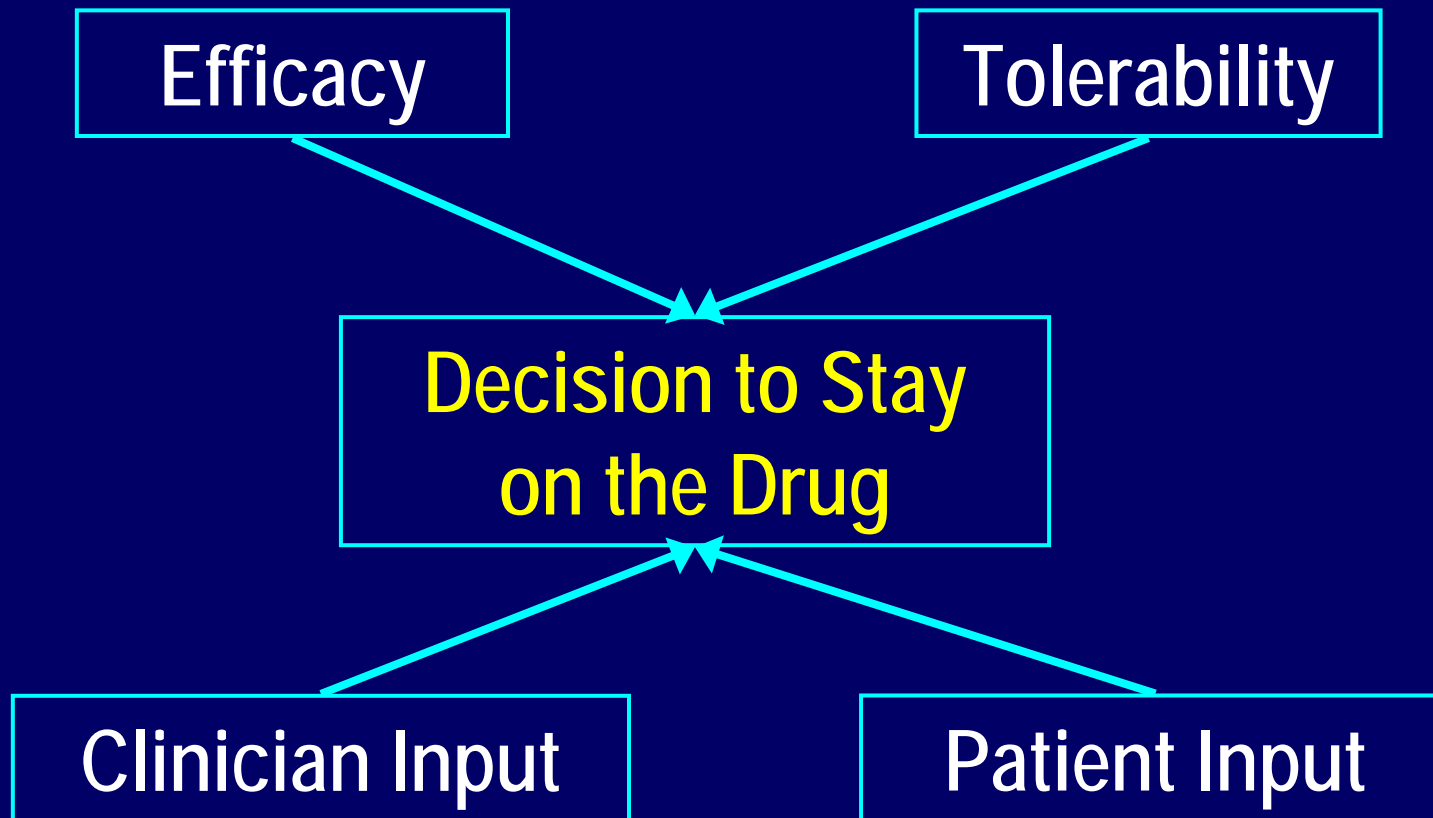 Efficacy
Tolerability
Decision to Stay
on the Drug
Clinician Input
Patient Input